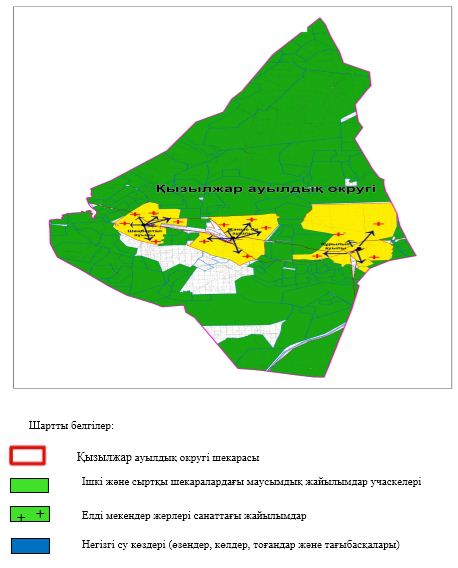 Қызылжар ауылдық округі
Шартты белгілер:
Қызылжар ауылдық округі шекарасы
Ішкі және сыртқы шекаралардағы маусымдық жайылымдар учаскелері
Елді мекендер жерлері санаттағы жайылымдар
Негізгі су көздері (өзендер, көлдер, тоғандар және тағыбасқалары)